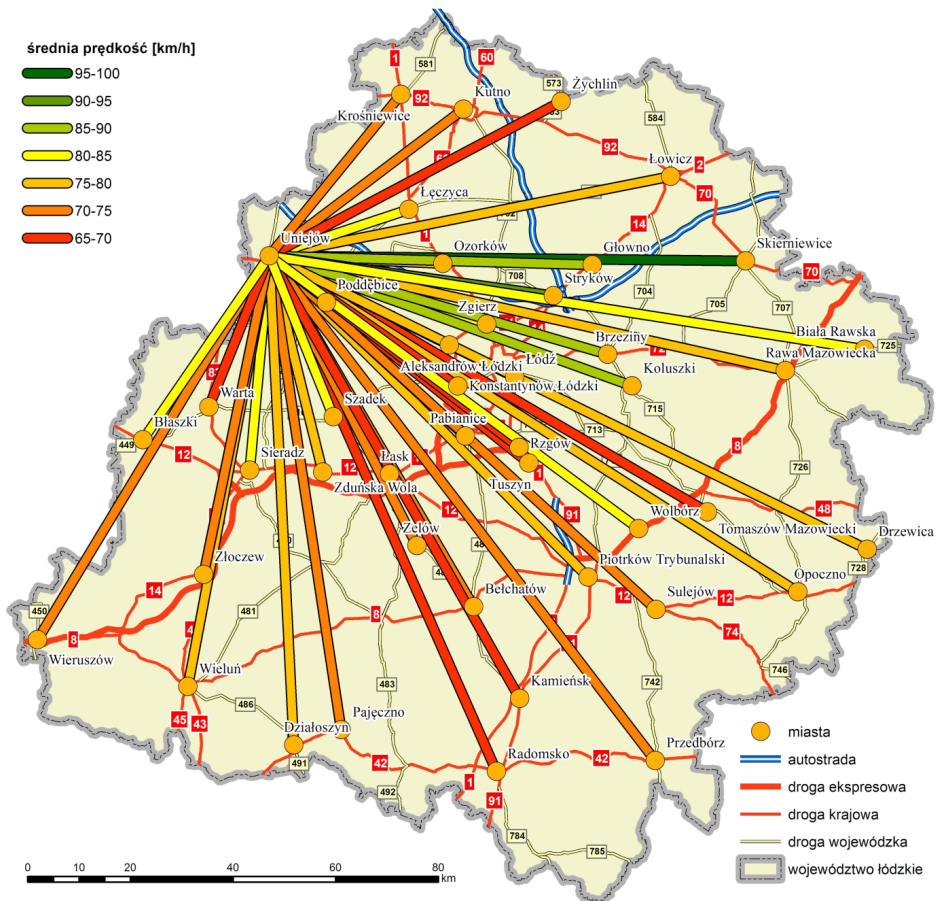 średnia prędkość [km/h]
95-100
90-95
85-90
80-85
75-80
70-75
65-70
1
581
60
573
Żychlin
Kutno
92
Krośniewice
584
92
Łowicz
2
70
Łęczyca
14
1
Uniejów
Ozorków
Głowno
Skierniewice
708
704
70
Stryków
705
707
Poddębice
Zgierz
Brzeziny
72
Biała Rawska
725
Rawa Mazowiecka
Aleksandrów Łódzki
Łódź
Koluszki
Konstantynów Łódzki
Warta
Szadek
715
Błaszki
449
Pabianice
713
8
12
Sieradz
12
Łask
Rzgów
726
Zduńska Wola
Tuszyn
1
91
48
12
Wolbórz
Tomaszów Mazowiecki
Zelów
Drzewica
728
Złoczew
Piotrków Trybunalski
14
Bełchatów
12
Sulejów
12
Opoczno
450
481
8
74
8
Wieruszów
Wieluń
483
742
746
486
Kamieńsk
45
43
Pajęczno
Działoszyn
491
42
Radomsko
42
Przedbórz
492
1
91
784
785
miasta
autostrada
droga ekspresowa
droga krajowa
droga wojewódzka
województwo łódzkie
0 20 40 60 80
km